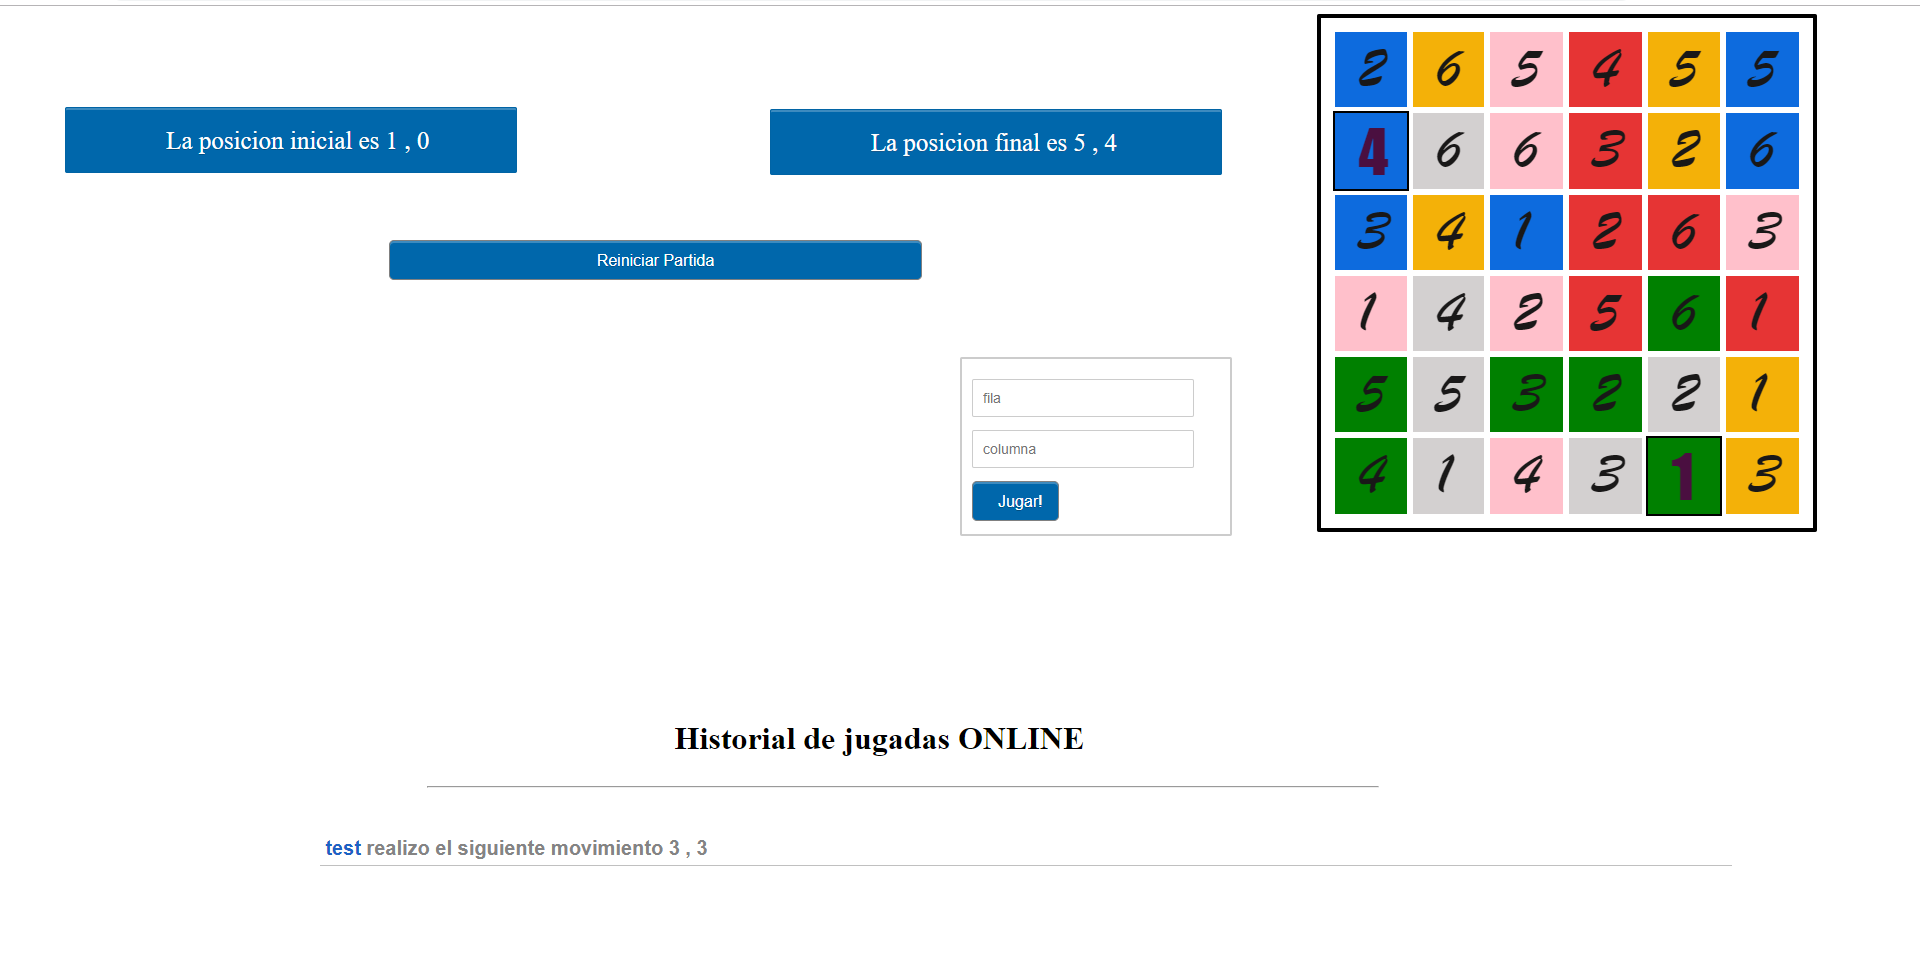 La posicion inicial es 1 , 0
La posicion final es 5 , 4
Reiniciar Partida
fila
columna
Jugar!
2 6 5 4 5 5
4 6 6 3 2 6
3 4 1 2 6 3
1 4 2 5 6 1
5 5 3 2 2 1
4 1 4 3 1 3
Historial de jugadas ONLINE
test realizo el siguiente movimiento 3 , 3